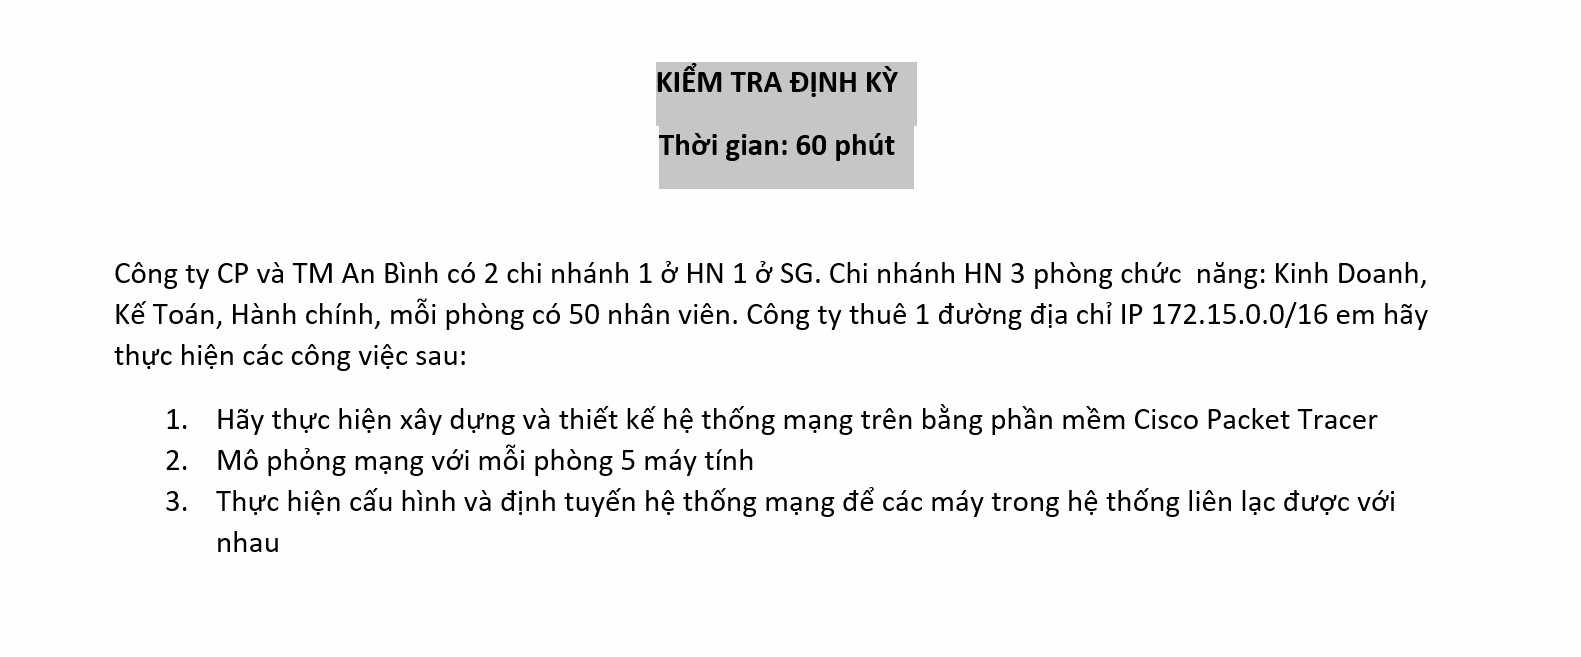 KIỂM TRA ĐỊNH KỲ
Thời gian: 60 phút
Công ty CP và TM An Bình có 2 chi nhánh 1 ở HN 1 ở SG. Chi nhánh HN 3 phòng chức  năng: Kinh Doanh,
Kế Toán, Hành chính, mỗi phòng có 50 nhân viên. Công ty thuê 1 đường địa chỉ IP 172.15.0.0/16 em hãy
thực hiện các công việc sau:
1. Hãy thực hiện xây dựng và thiết kế hệ thống mạng trên bằng phần mềm Cisco Packet Tracer
2. Mô phỏng mạng với mỗi phòng 5 máy tính
3. Thực hiện cấu hình và định tuyến hệ thống mạng để các máy trong hệ thống liên lạc được với
nhau